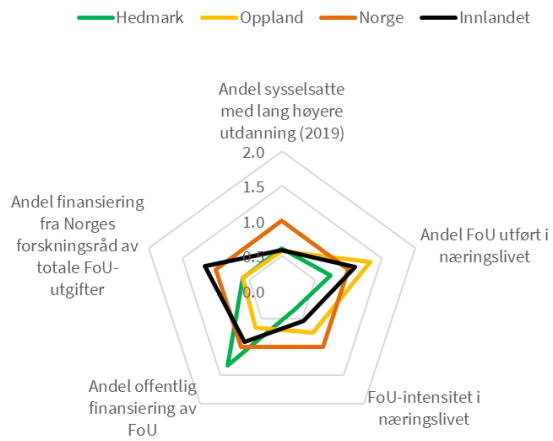 Hedmark Oppland Norge Innlandet
Andel sysselsatte
med lang høyere
utdanning (2019)
2.0
1.5
1.0
0.5
0.0
Andel FoU utført i
næringslivet
FoU-intensitet i
næringslivet
Andel offentlig
finansiering av
FoU
Andel finansiering
fra Norges
forskningsråd av
totale FoU-
utgifter